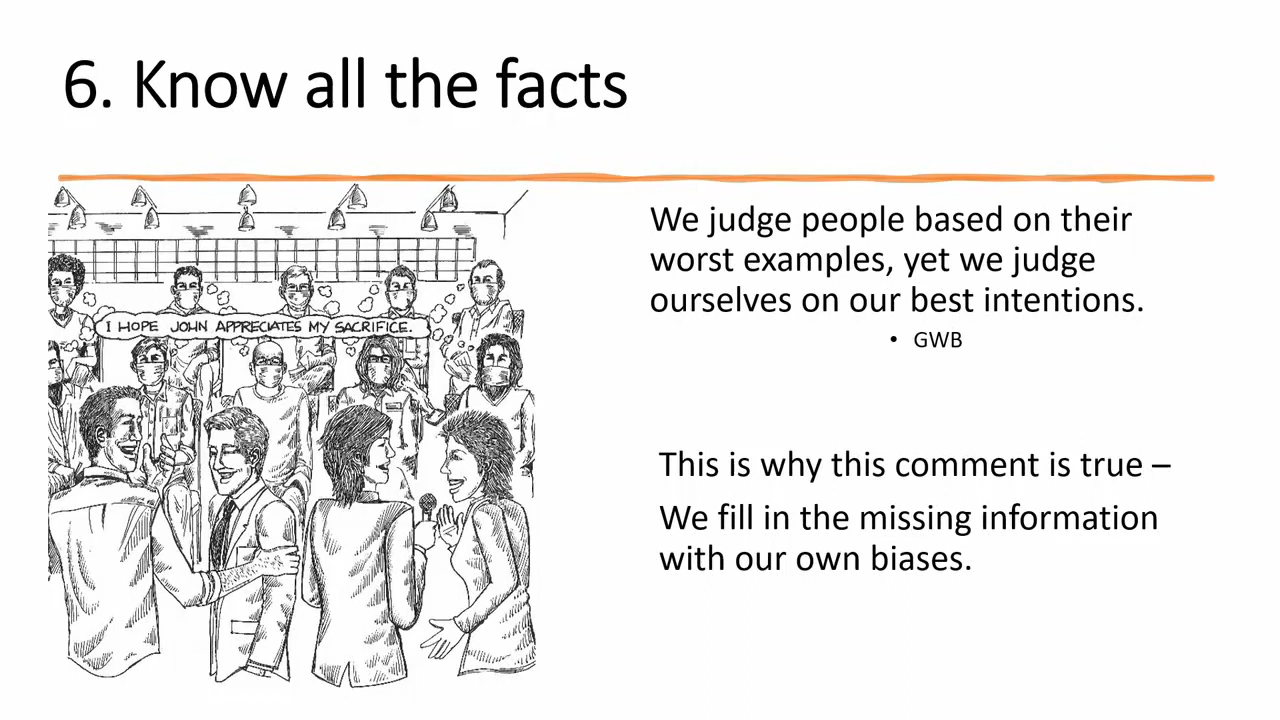 6. Know all the facts
I HOPE JOHN APPRECIATES MY SACRIFICE.
We judge people based on their
worst examples, yet we judge
ourselves on our best intentions.
• GWB
This is why this comment is true –
We fill in the missing information
with our own biases.